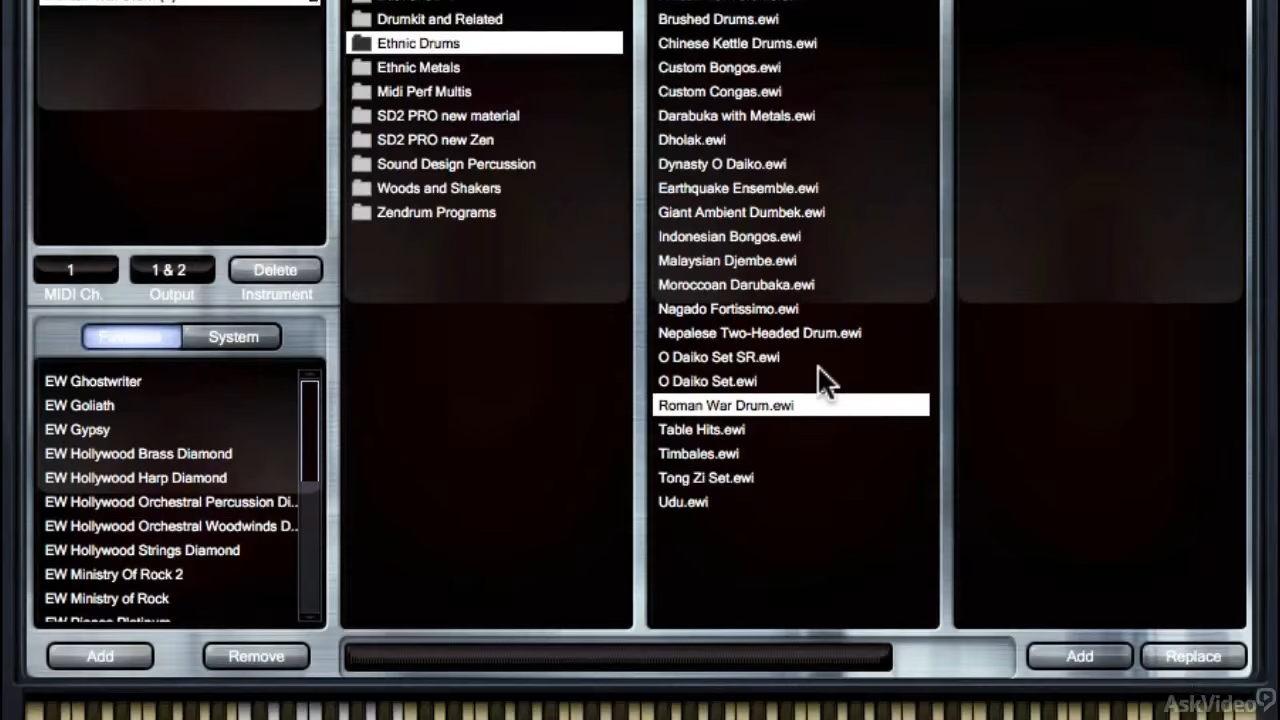 Drumkit and Related
Ethnic Drums
Ethnic Metals
Midi Perf Multis
SD2 PRO new material
SD2 PRO new Zen
Sound Design Percussion
Woods and Shakers
Zendrum Programs
Brushed Drums.ewi
Chinese Kettle Drums.ewi
Custom Bongos.ewi
Custom Congas.ewi
Darabuka with Metals.ewi
Dholak.ewi
Dynasty O Daiko.ewi
Earthquake Ensemble.ewi
Giant Ambient Dumbek.ewi
Indonesian Bongos.ewi
Malaysian Djembe.ewi
Moroccan Darubaka.ewi
Nagado Fortissimo.ewi
Nepalese Two-Headed Drum.ewi
O Daiko Set SR.ewi
O Daiko Set.ewi
Roman War Drum.ewi
Table Hits.ewi
Timbales.ewi
Tong Zi Set.ewi
Udu.ewi
1
1 & 2
Delete
MIDI Ch.
Output
Instrument
System
EW Ghostwriter
EW Goliath
EW Gypsy
EW Hollywood Brass Diamond
EW Hollywood Harp Diamond
EW Hollywood Orchestral Percussion Di..
EW Hollywood Orchestral Woodwinds D..
EW Hollywood Strings Diamond
EW Ministry Of Rock 2
EW Ministry of Rock
Add
Remove
Add
Replace
AskVideo